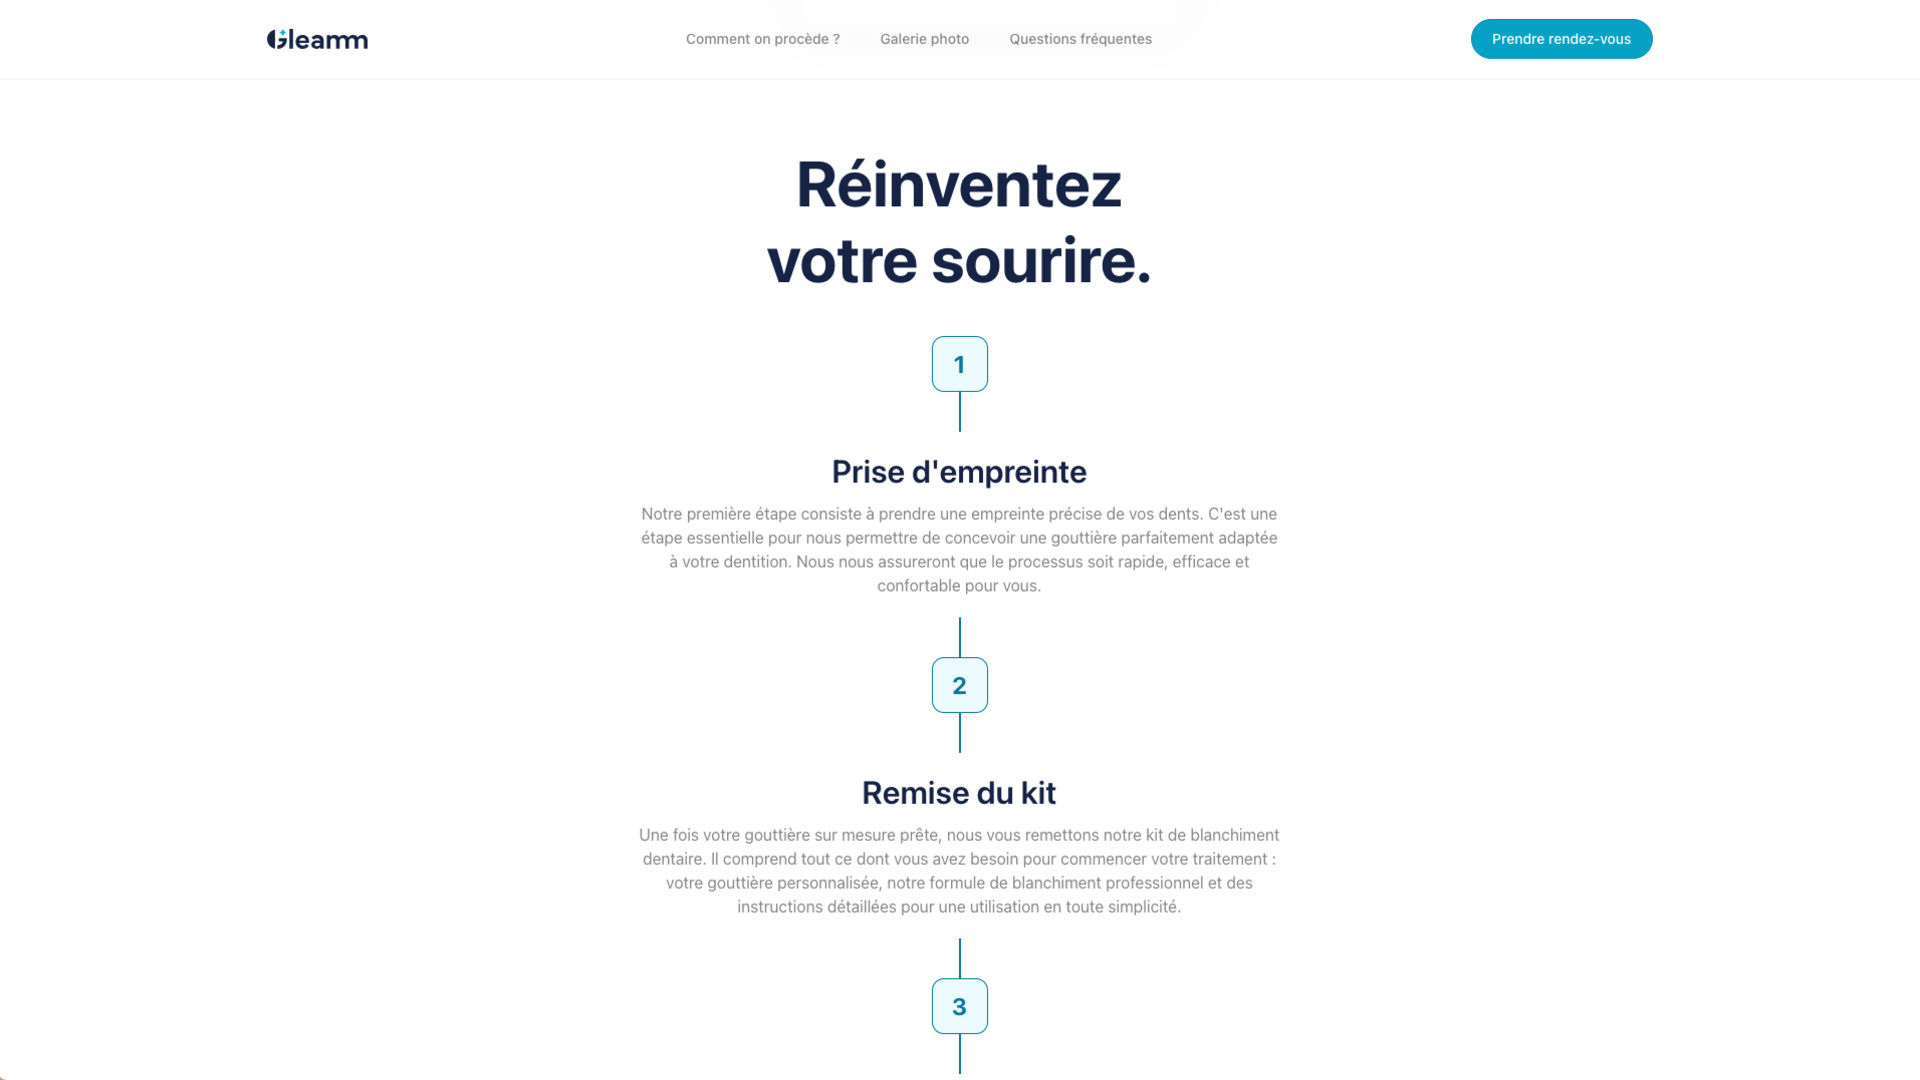 Gleamm
Comment on procède ?
Galerie photo
Questions fréquentes
Prendre rendez-vous
Réinventez
votre sourire.
1
Prise d'empreinte
Notre première étape consiste à prendre une empreinte précise de vos dents. C'est une
étape essentielle pour nous permettre de concevoir une gouttière parfaitement adaptée
à votre dentition. Nous nous assureront que le processus soit rapide, efficace et
confortable pour vous.
2
Remise du kit
Une fois votre gouttière sur mesure prête, nous vous remettons notre kit de blanchiment
dentaire. Il comprend tout ce dont vous avez besoin pour commencer votre traitement :
votre gouttière personnalisée, notre formule de blanchiment professionnel et des
instructions détaillées pour une utilisation en toute simplicité.
3